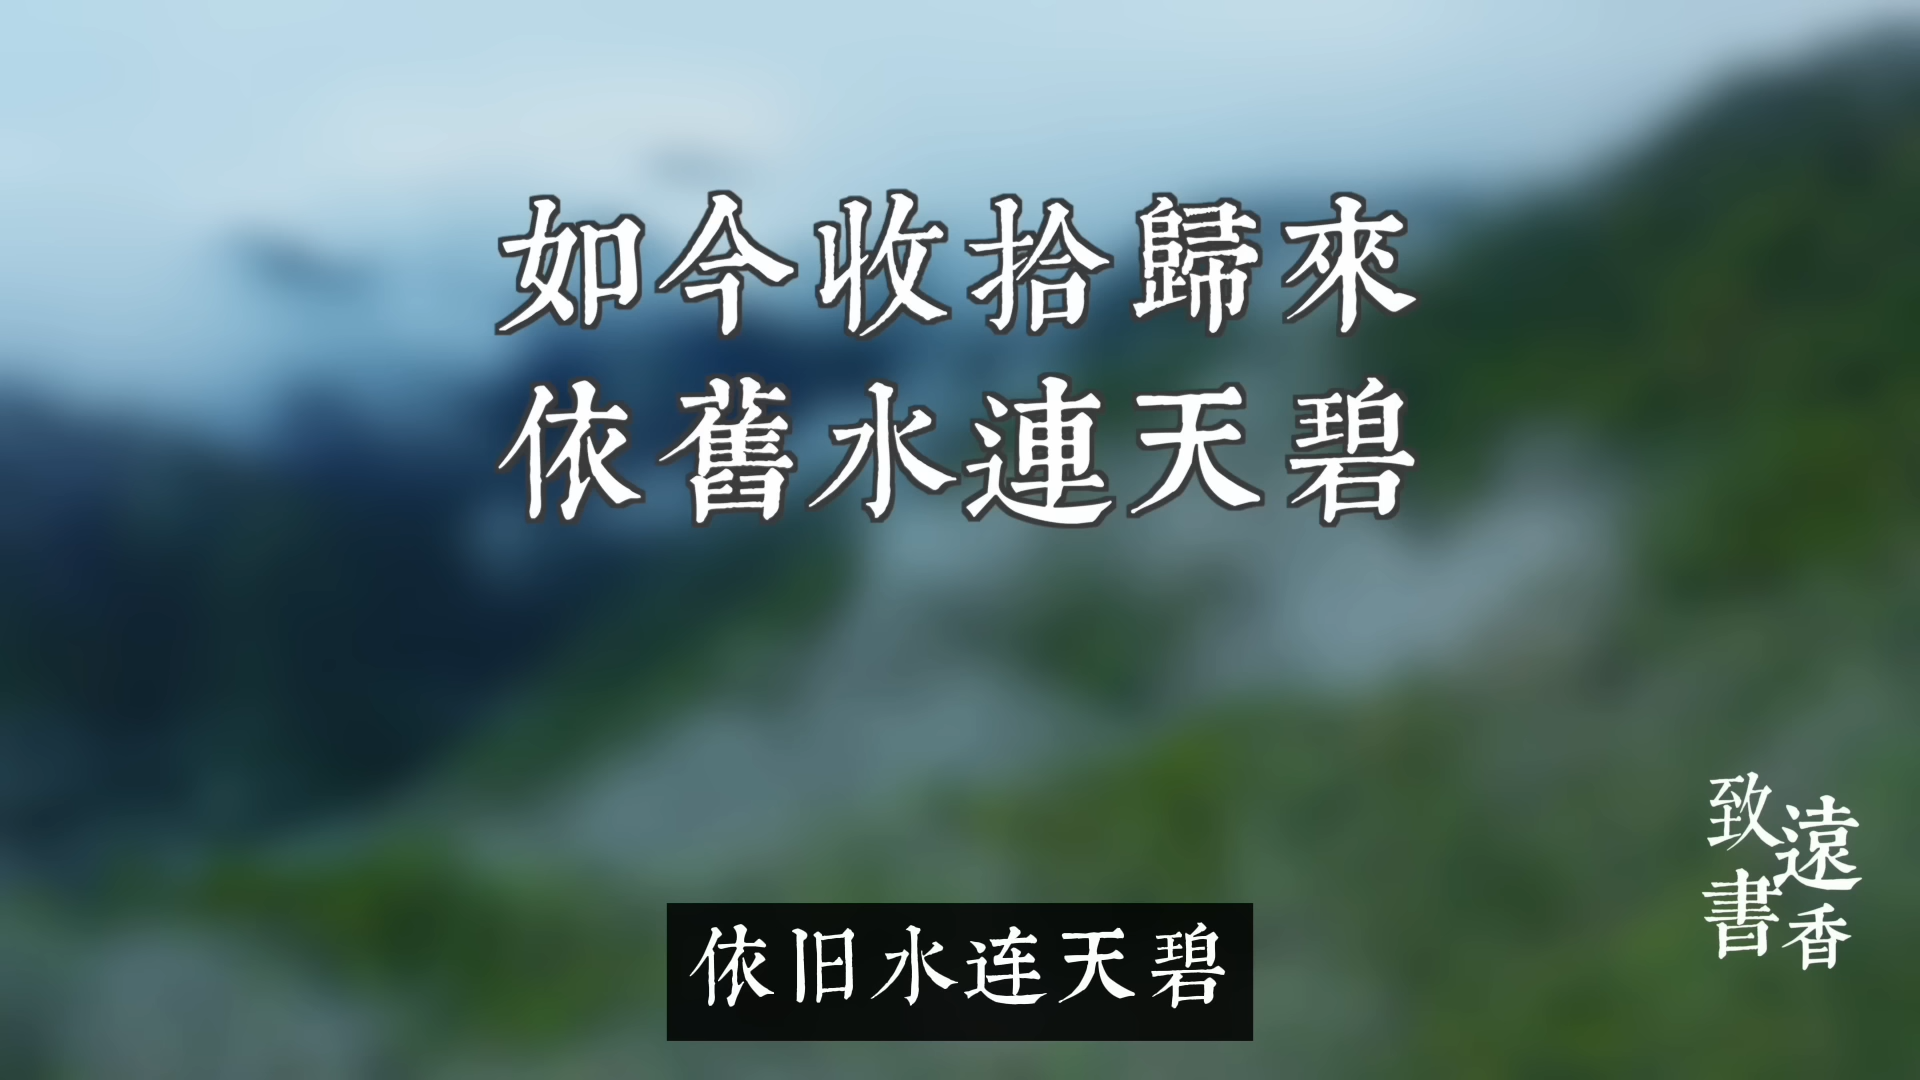 如今收拾歸來
依舊水連天碧
致遠書香
依旧水连天碧